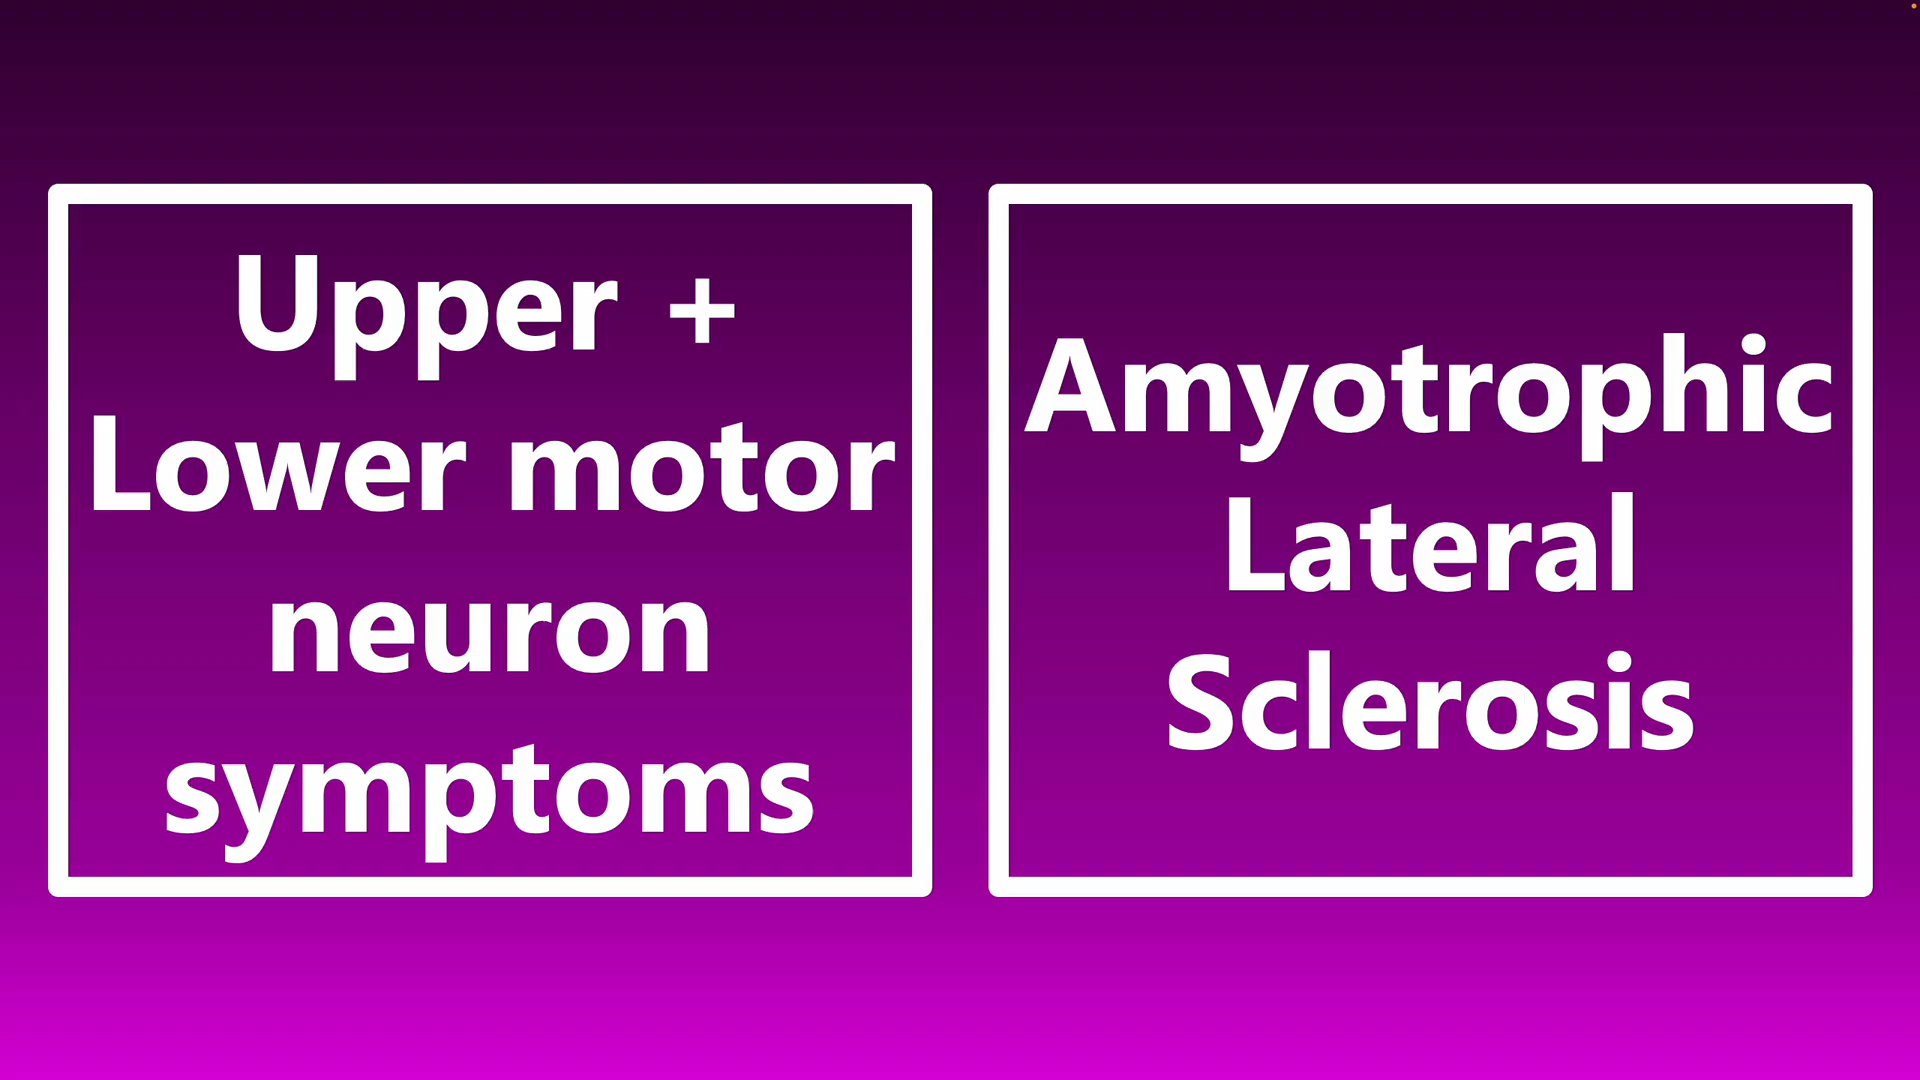 Upper +
Lower motor
neuron
symptoms
Amyotrophic
Lateral
Sclerosis